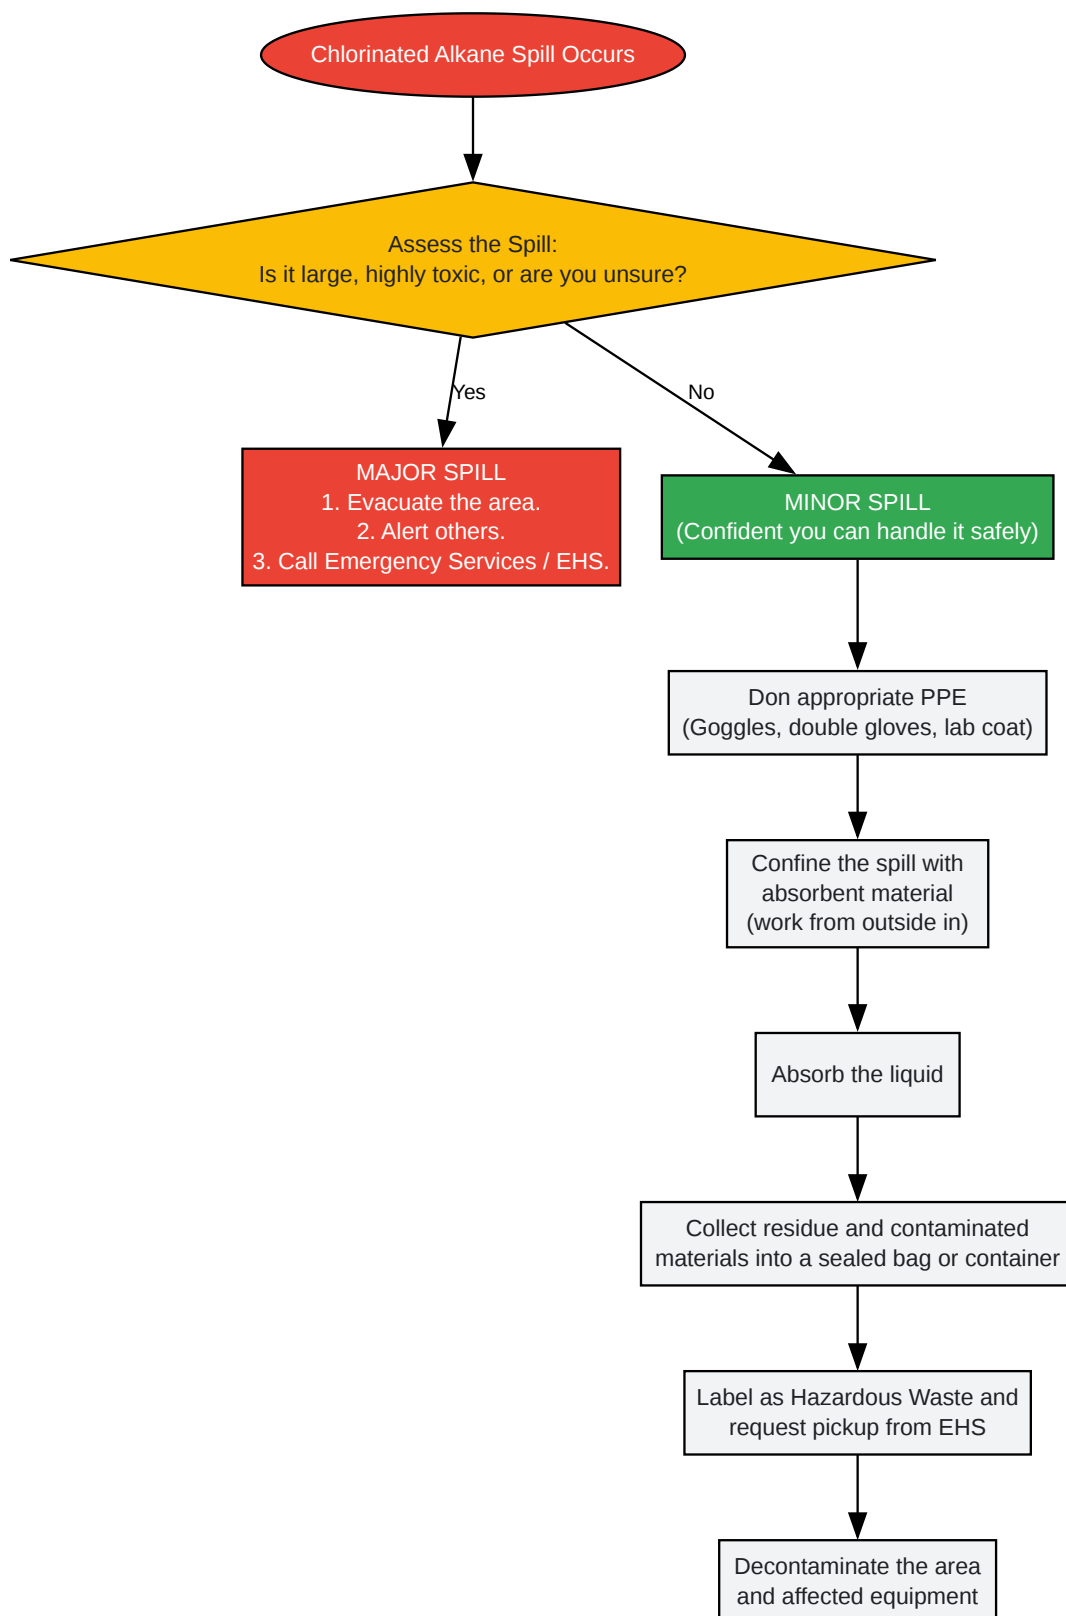 Chlorinated Alkane Spill Occurs
Assess the Spill:
Is it large, highly toxic, or are you unsure?
Yes
No
MAJOR SPILL
1. Evacuate the area.
2. Alert others.
3. Call Emergency Services / EHS.
MINOR SPILL
(Confident you can handle it safely)
Don appropriate PPE
(Goggles, double gloves, lab coat)
Confine the spill with
absorbent material
(work from outside in)
Absorb the liquid
Collect residue and contaminated
materials into a sealed bag or container
Label as Hazardous Waste and
request pickup from EHS
Decontaminate the area
and affected equipment